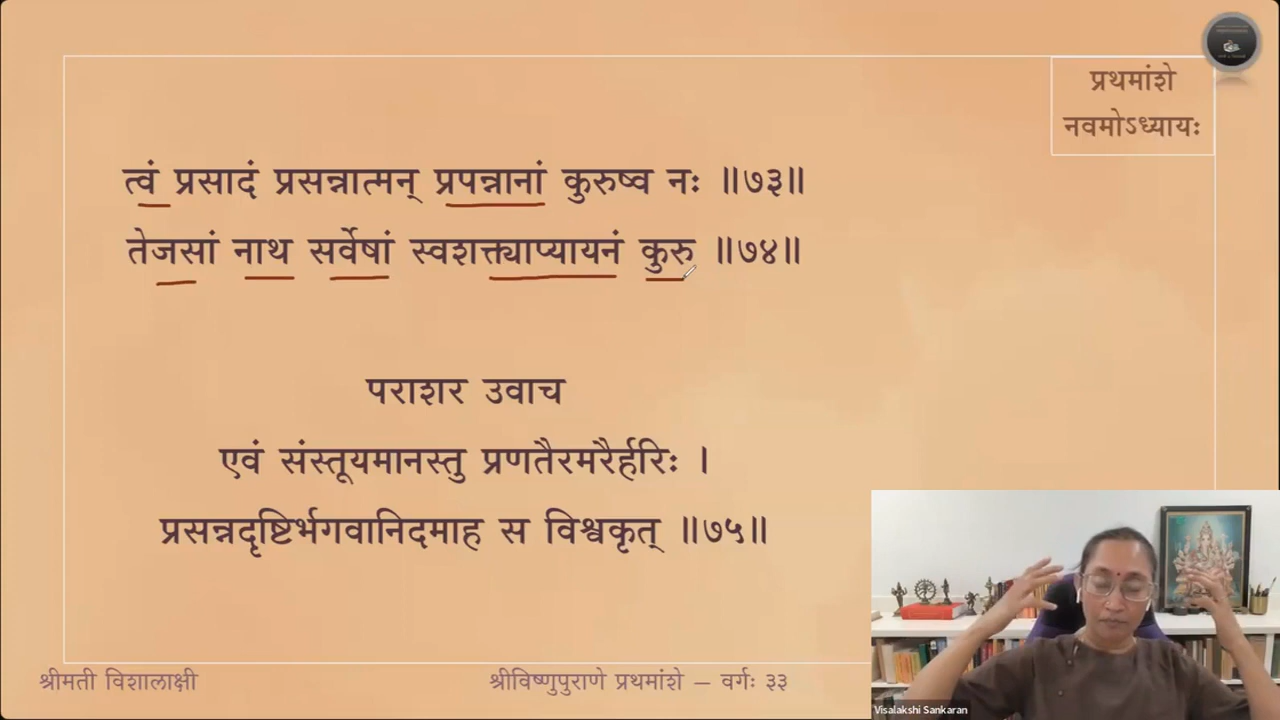 प्रथमांशे
नवमोऽध्यायः
त्वं प्रसादं प्रसन्नात्मन् प्रपन्नानां कुरुष्व नः ॥७३॥
तेजसां नाथ सर्वेषां स्वशक्त्याप्यायनं कुरु ॥७४॥
पराशर उवाच
एवं संस्तूयमानस्तु प्रणतैरमरैर्हरिः ।
प्रसन्नदृष्टिर्भगवानिदमाह स विश्वकृत् ॥७५॥
श्रीमती विशालाक्षी
श्रीविष्णुपुराणे प्रथमांशे – वर्गः ३३
Visalakshi Sankaran